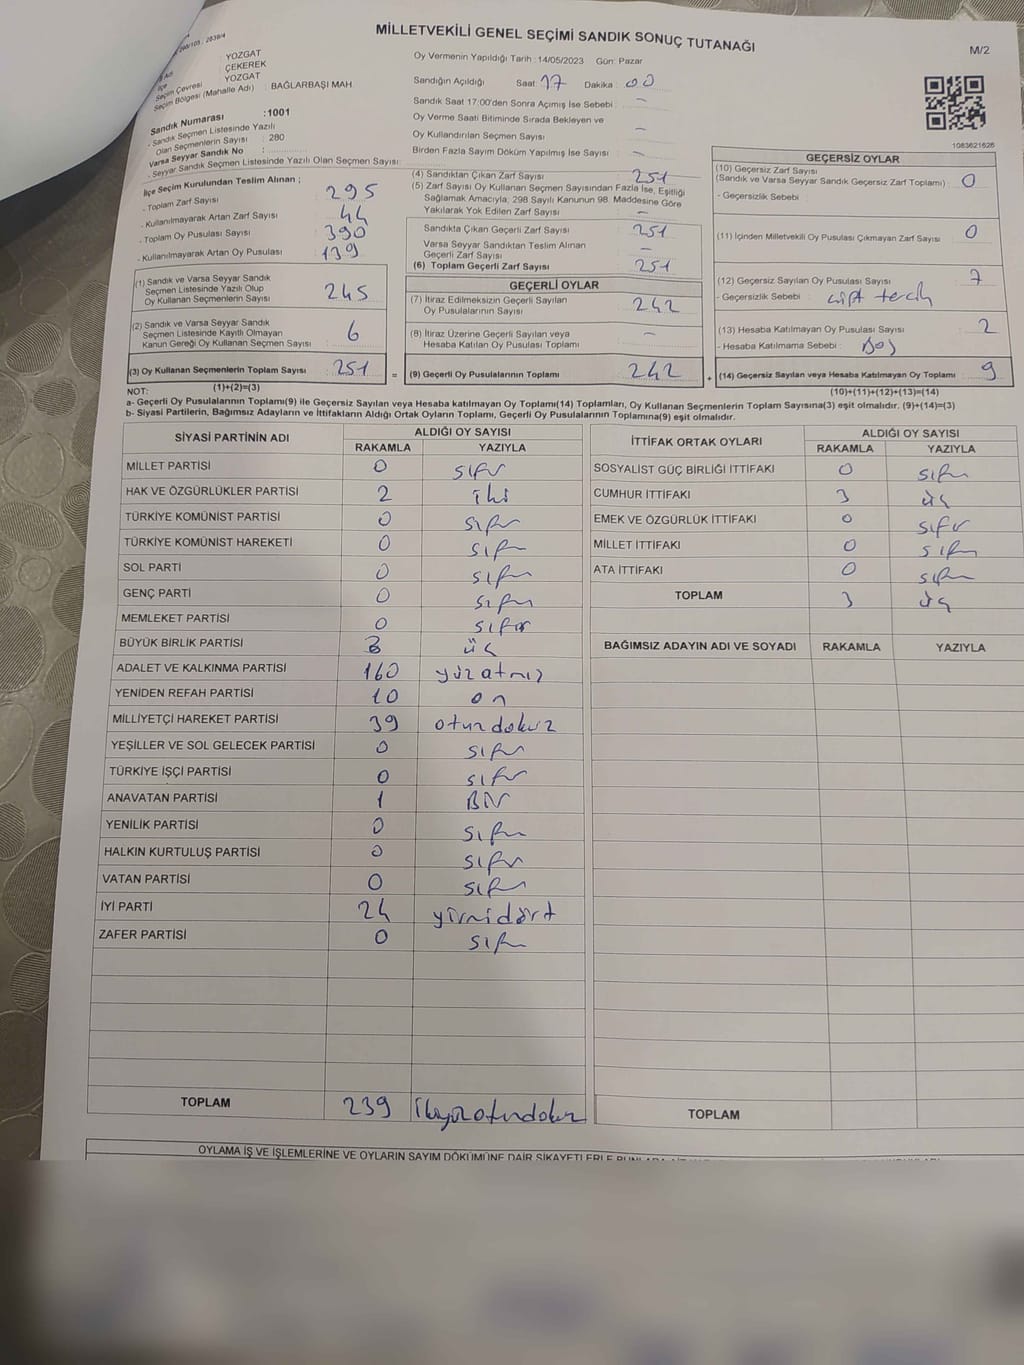 MİLLETVEKİLİ GENEL SEÇİMİ SANDIK SONUÇ TUTANAĞI
M/2
YOZGAT
İlçe ÇEKEREK
Seçim Çevresi YOZGAT
Seçim Bölgesi (Mahalle Adı) : BAĞLARBAŞI MAH
Sandık Numarası :1001
- Sandık Seçmen Listesinde Yazılı
Olan Seçmenlerin Sayısı : 280
Varsa Seyyar Sandık No :
- Seyyar Sandık Seçmen Listesinde Yazılı Olan Seçmen Sayısı:
Oy Vermenin Yapıldığı Tarih : 14/05/2023 Gün: Pazar
Sandığın Açıldığı Saat 17 Dakika : 00
Sandık Saat 17:00'den Sonra Açımış İse Sebebi : –
Oy Verme Saati Bitiminde Sırada Bekleyen ve
Oy Kullandırılan Seçmen Sayısı : –
Birden Fazla Sayım Döküm Yapılmış İse Sayısı : –
1083621626
İlçe Seçim Kurulundan Teslim Alınan ;
- Toplam Zarf Sayısı : 295
- Kullanılmayarak Artan Zarf Sayısı : 44
- Toplam Oy Pusulası Sayısı : 390
- Kullanılmayarak Artan Oy Pusulası : 139
(1) Sandık ve Varsa Seyyar Sandık
Seçmen Listesinde Yazılı Olup
Oy Kullanan Seçmenlerin Sayısı : 245
(2) Sandık ve Varsa Seyyar Sandık
Seçmen Listesinde Kayıtlı Olmayan
Kanun Gereği Oy Kullanan Seçmen Sayısı : 6
(3) Oy Kullanan Seçmenlerin Toplam Sayısı : 251
(1)+(2)=(3)
(4) Sandıktan Çıkan Zarf Sayısı : 251
(5) Zarf Sayısı Oy Kullanan Seçmen Sayısından Fazla İse, Eşitliği
Sağlamak Amacıyla, 298 Sayılı Kanunun 98. Maddesine Göre
Yakılarak Yok Edilen Zarf Sayısı : –
Sandıkta Çıkan Geçerli Zarf Sayısı : 251
Varsa Seyyar Sandıktan Teslim Alınan
Geçerli Zarf Sayısı : –
(6) Toplam Geçerli Zarf Sayısı : 251
GEÇERLİ OYLAR
(7) İtiraz Edilmeksizin Geçerli Sayılan
Oy Pusulalarının Sayısı : 242
(8) İtiraz Üzerine Geçerli Sayılan veya
Hesaba Katılan Oy Pusulası Toplamı : –
= (9) Geçerli Oy Pusulalarının Toplamı : 242 +
GEÇERSİZ OYLAR
(10) Geçersiz Zarf Sayısı
(Sandık ve Varsa Seyyar Sandık Geçersiz Zarf Toplamı) : 0
- Geçersizlik Sebebi :
(11) İçinden Milletvekili Oy Pusulası Çıkmayan Zarf Sayısı : 0
(12) Geçersiz Sayılan Oy Pusulası Sayısı : 7
- Geçersizlik Sebebi : çift tercih
(13) Hesaba Katılmayan Oy Pusulası Sayısı : 2
- Hesaba Katılmama Sebebi : Boş
(14) Geçersiz Sayılan veya Hesaba Katılmayan Oy Toplamı : 9
(10)+(11)+(12)+(13)=(14)
NOT:
a- Geçerli Oy Pusulalarının Toplamı(9) ile Geçersiz Sayılan veya Hesaba katılmayan Oy Toplamı(14) Toplamları, Oy Kullanan Seçmenlerin Toplam Sayısına(3) eşit olmalıdır. (9)+(14)=(3)
b- Siyasi Partilerin, Bağımsız Adayların ve İttifakların Aldığı Ortak Oyların Toplamı, Geçerli Oy Pusulalarının Toplamına(9) eşit olmalıdır.
SİYASİ PARTİNİN ADI ALDIĞI OY SAYISI
RAKAMLA YAZIYLA
MİLLET PARTİSİ 0 sıfır
HAK VE ÖZGÜRLÜKLER PARTİSİ 2 iki
TÜRKİYE KOMÜNİST PARTİSİ 0 sıfır
TÜRKİYE KOMÜNİST HAREKETİ 0 sıfır
SOL PARTİ 0 sıfır
GENÇ PARTİ 0 sıfır
MEMLEKET PARTİSİ 0 sıfır
BÜYÜK BİRLİK PARTİSİ 3 üç
ADALET VE KALKINMA PARTİSİ 160 yüzatmış
YENİDEN REFAH PARTİSİ 10 on
MİLLİYETÇİ HAREKET PARTİSİ 39 otuzdokuz
YEŞİLLER VE SOL GELECEK PARTİSİ 0 sıfır
TÜRKİYE İŞÇİ PARTİSİ 0 sıfır
ANAVATAN PARTİSİ 1 Bir
YENİLİK PARTİSİ 0 sıfır
HALKIN KURTULUŞ PARTİSİ 0 sıfır
VATAN PARTİSİ 0 sıfır
İYİ PARTİ 24 yirmidört
ZAFER PARTİSİ 0 sıfır
TOPLAM 239 ikiyüzotuzdokuz
İTTİFAK ORTAK OYLARI ALDIĞI OY SAYISI
RAKAMLA YAZIYLA
SOSYALİST GÜÇ BİRLİĞİ İTTİFAKI 0 sıfır
CUMHUR İTTİFAKI 3 üç
EMEK VE ÖZGÜRLÜK İTTİFAKI 0 sıfır
MİLLET İTTİFAKI 0 sıfır
ATA İTTİFAKI 0 sıfır
TOPLAM 3 üç
BAĞIMSIZ ADAYIN ADI VE SOYADI RAKAMLA YAZIYLA
TOPLAM
OYLAMA İŞ VE İŞLEMLERİNE VE OYLARIN SAYIM DÖKÜMÜNE DAİR ŞİKAYETLERLE